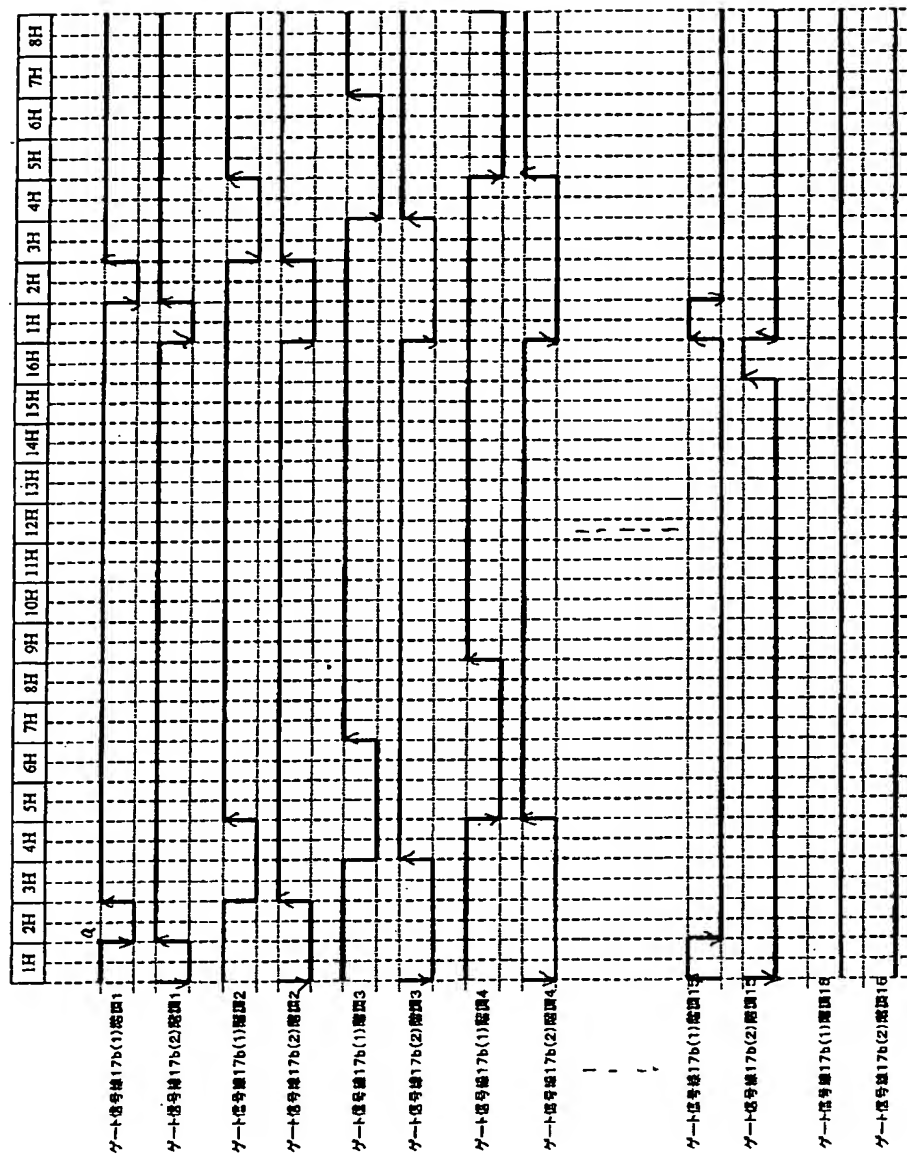 1H 2H 3H 4H 5H 6H 7H 8H 9H 10H 11H 12H 13H 14H 15H 16H 1H 2H 3H 4H 5H 6H 7H 8H
a
ゲート信号線17b(1)階調1
ゲート信号線17b(2)階調1
ゲート信号線17b(1)階調2
ゲート信号線17b(2)階調2
ゲート信号線17b(1)階調3
ゲート信号線17b(2)階調3
ゲート信号線17b(1)階調4
ゲート信号線17b(2)階調4
ゲート信号線17b(1)階調15
ゲート信号線17b(2)階調15
ゲート信号線17b(1)階調16
ゲート信号線17b(2)階調16